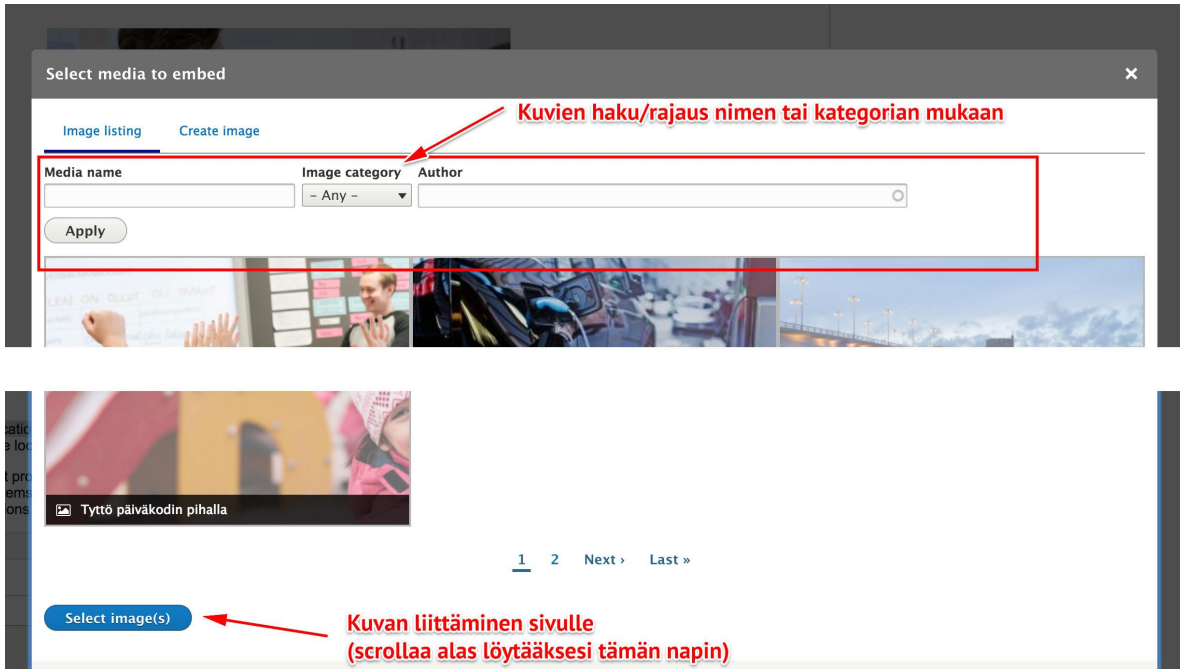 Select media to embed
×
Kuvien haku/rajaus nimen tai kategorian mukaan
Image listing Create image
Media name Image category Author
– Any –
Apply
Tyttö päiväkodin pihalla
1 2 Next › Last »
Select image(s)
Kuvan liittäminen sivulle
(scrollaa alas löytääksesi tämän napin)